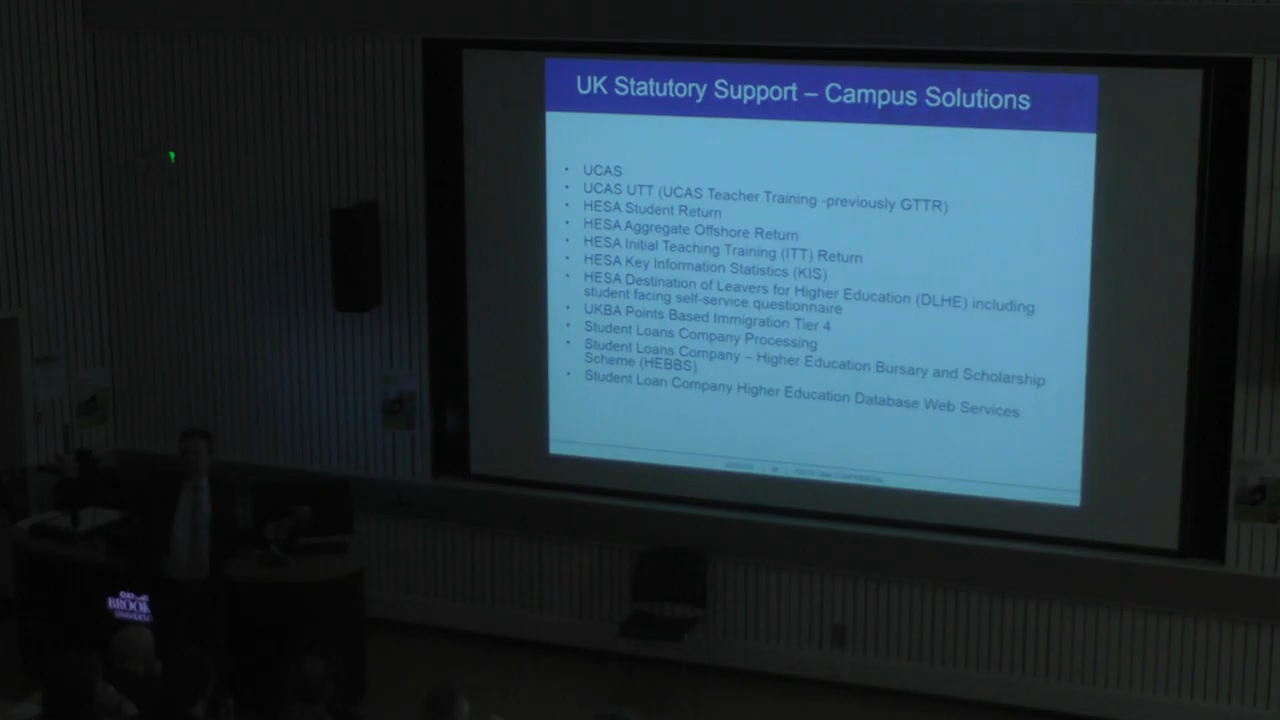 UK Statutory Support – Campus Solutions
• UCAS
• UCAS UTT (UCAS Teacher Training -previously GTTR)
• HESA Student Return
• HESA Aggregate Offshore Return
• HESA Initial Teaching Training (ITT) Return
• HESA Key Information Statistics (KIS)
• HESA Destination of Leavers for Higher Education (DLHE) including
student facing self-service questionnaire
• UKBA Points Based Immigration Tier 4
• Student Loans Company Processing
• Student Loans Company – Higher Education Bursary and Scholarship
Scheme (HEBBS)
• Student Loan Company Higher Education Database Web Services
BROOK